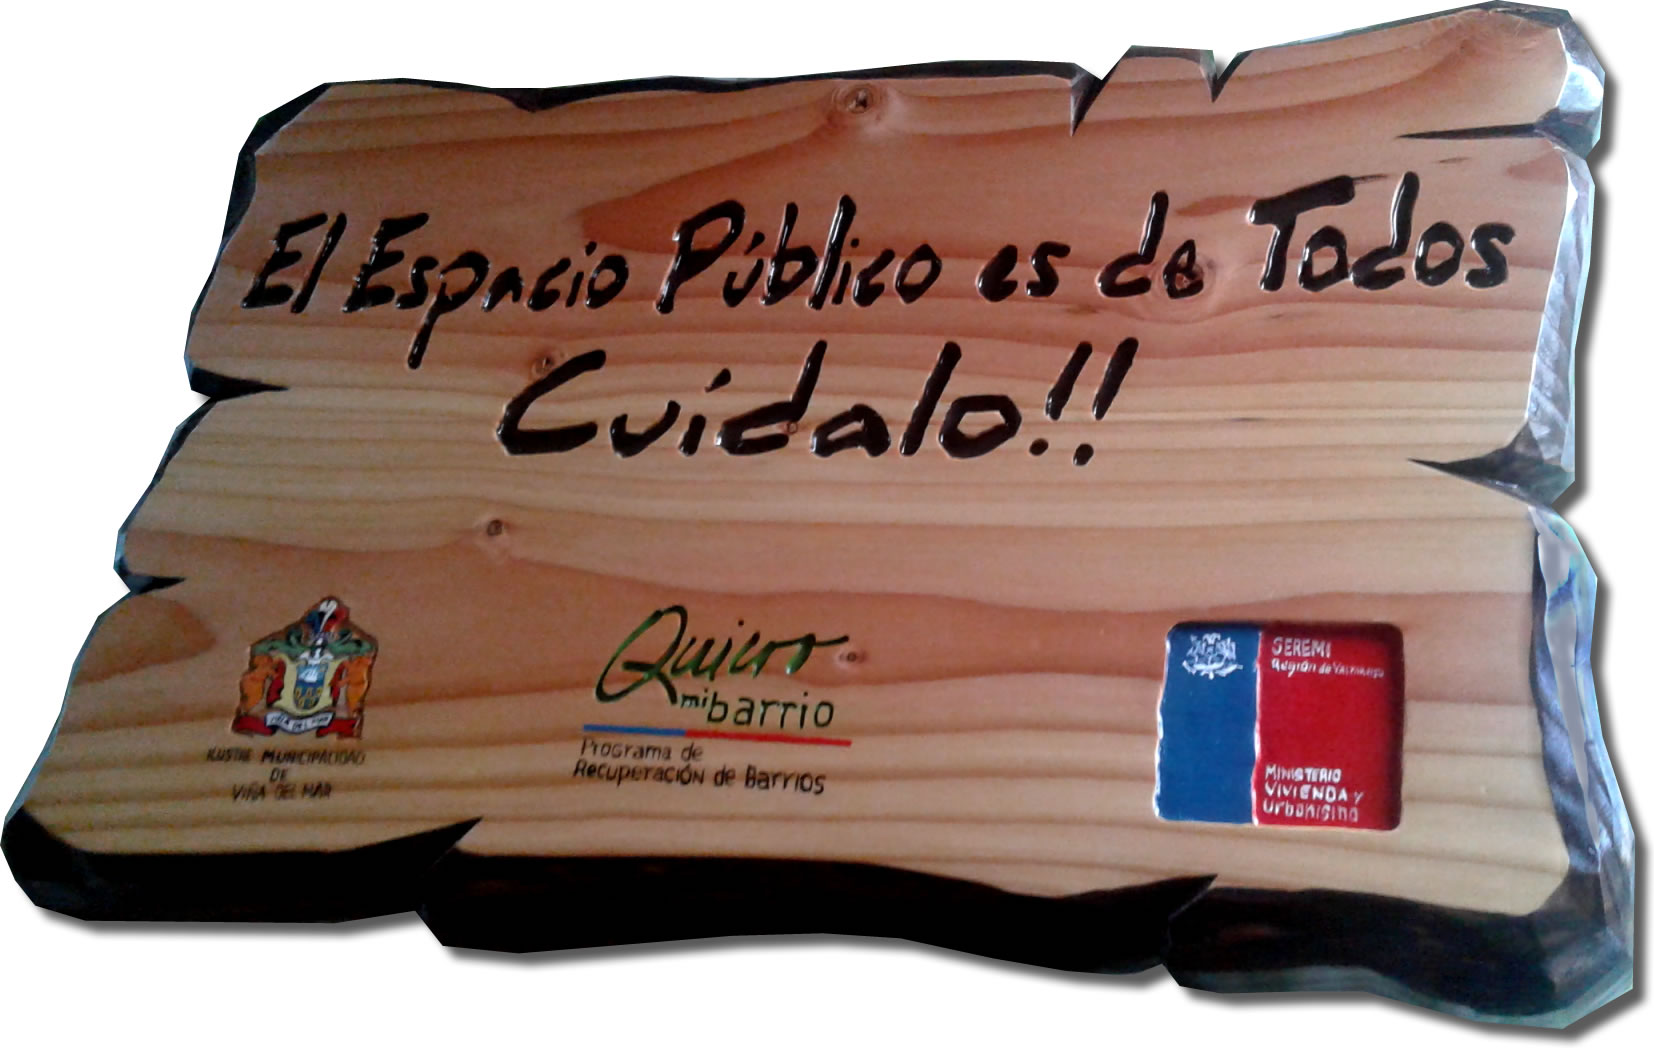 El Espacio Público es de Todos
Cuídalo!!
ILUSTRE MUNICIPALIDAD
DE
VIÑA DEL MAR
Quiero
mi barrio
Programa de
Recuperación de Barrios
SEREMI
Región de Valparaíso
MINISTERIO
VIVIENDA y
Urbanismo